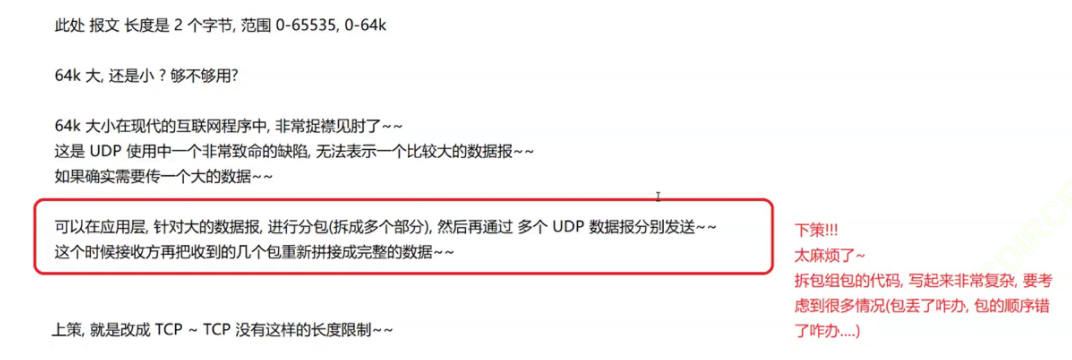 此处 报文 长度是 2 个字节, 范围 0-65535, 0-64k
64k 大, 还是小 ? 够不够用?
64k 大小在现代的互联网程序中, 非常捉襟见肘了~~
这是 UDP 使用中一个非常致命的缺陷, 无法表示一个比较大的数据报~~
如果确实需要传一个大的数据~~
可以在应用层, 针对大的数据报, 进行分包(拆成多个部分), 然后再通过 多个 UDP 数据报分别发送~~
这个时候接收方再把收到的几个包重新拼接成完整的数据~~
下策!!!
太麻烦了~
拆包组包的代码, 写起来非常复杂, 要考
虑到很多情况(包丢了咋办, 包的顺序错
了咋办....)
上策, 就是改成 TCP ~ TCP 没有这样的长度限制~~